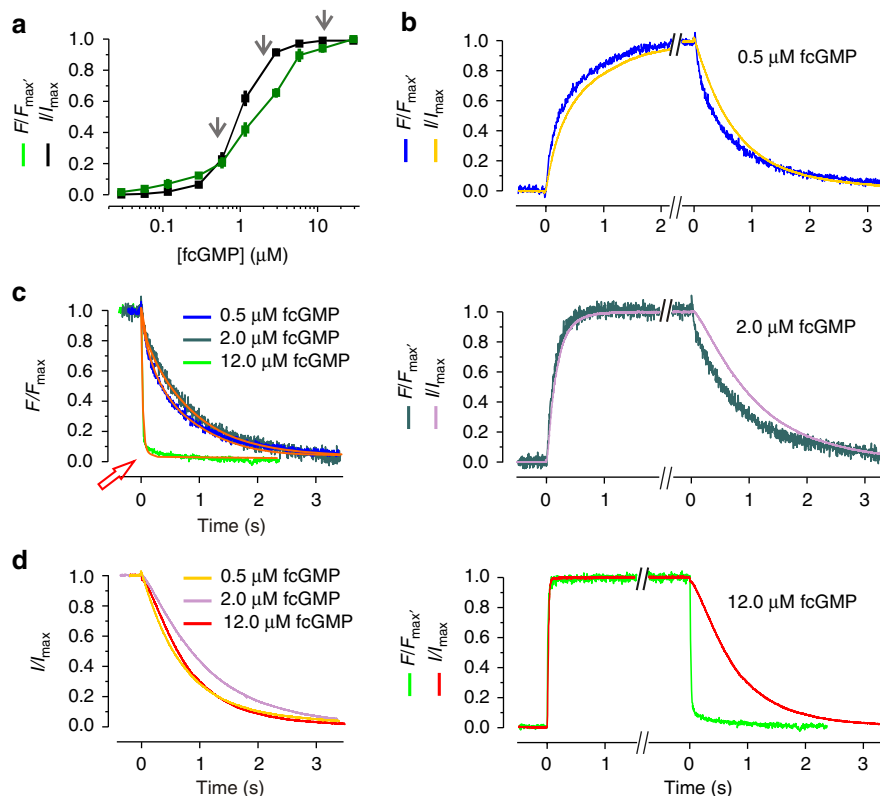 a
F/Fmax′
I/Imax
1.0
0.8
0.6
0.4
0.2
0.0
0.1
1
10
[fcGMP] (μM)
b
F/Fmax′
I/Imax
1.0
0.8
0.6
0.4
0.2
0.0
0.5 μM fcGMP
0
1
2
0
1
2
3
c
F/Fmax
1.0
0.8
0.6
0.4
0.2
0.0
0.5 μM fcGMP
2.0 μM fcGMP
12.0 μM fcGMP
0
1
2
3
Time (s)
F/Fmax′
I/Imax
1.0
0.8
0.6
0.4
0.2
0.0
2.0 μM fcGMP
0
1
0
1
2
3
d
I/Imax
1.0
0.8
0.6
0.4
0.2
0.0
0.5 μM fcGMP
2.0 μM fcGMP
12.0 μM fcGMP
0
1
2
3
Time (s)
F/Fmax′
I/Imax
1.0
0.8
0.6
0.4
0.2
0.0
12.0 μM fcGMP
0
1
0
1
2
3
Time (s)